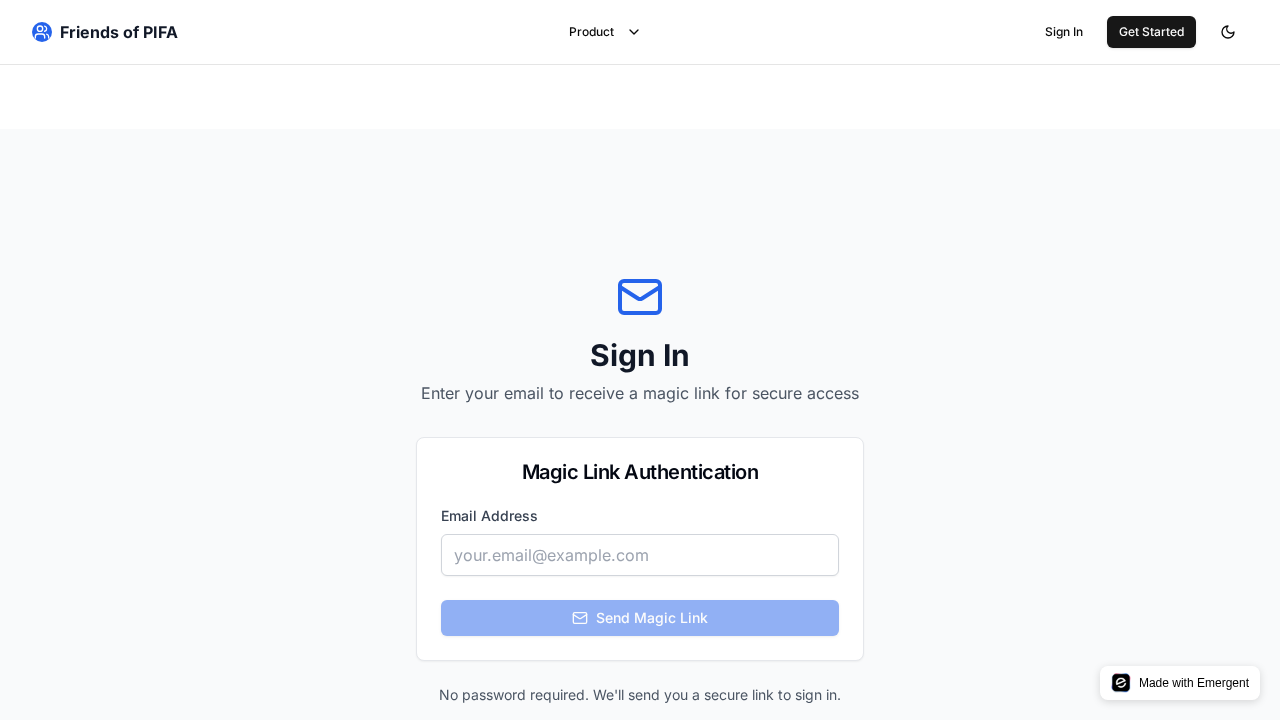 Friends of PIFA
Product
Sign In
Get Started
Sign In
Enter your email to receive a magic link for secure access
Magic Link Authentication
Email Address
your.email@example.com
Send Magic Link
No password required. We'll send you a secure link to sign in.
Made with Emergent